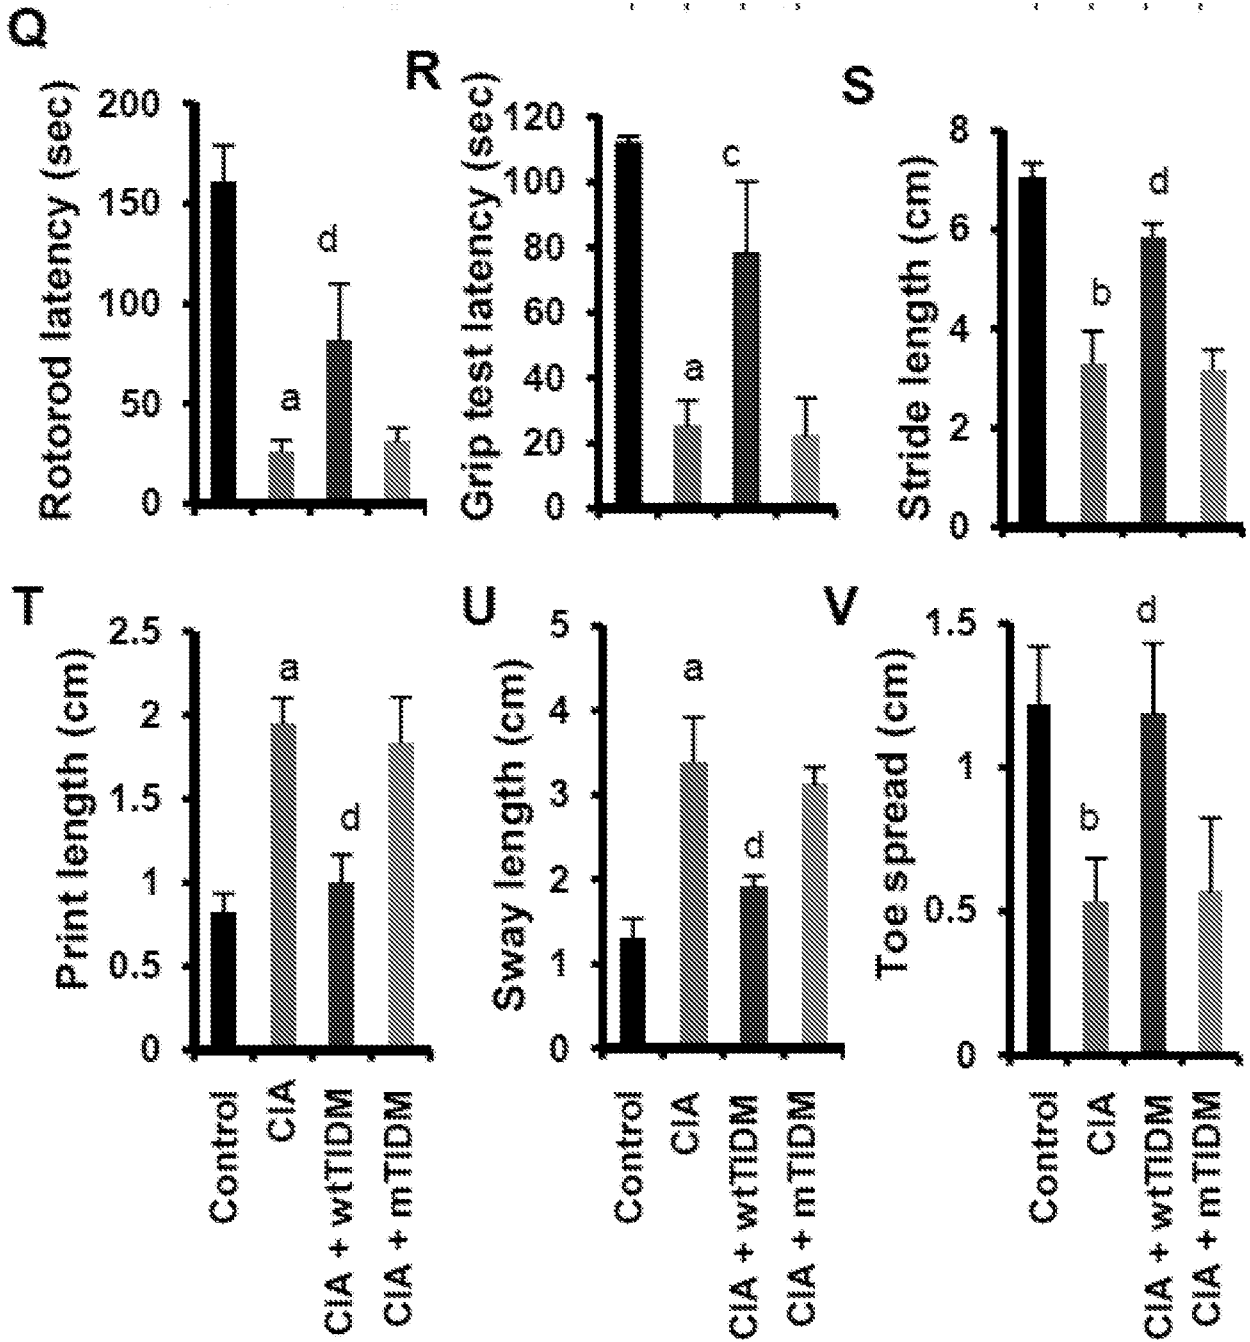 Q
Rotorod latency (sec)
200
150
100
50
0
a
d
R
Grip test latency (sec)
120
100
80
60
40
20
0
a
c
S
Stride length (cm)
8
6
4
2
0
b
d
T
Print length (cm)
2.5
2
1.5
1
0.5
0
a
d
Control
CIA
CIA + wtTIDM
CIA + mTIDM
U
Sway length (cm)
5
4
3
2
1
0
a
d
Control
CIA
CIA + wtTIDM
CIA + mTIDM
V
Toe spread (cm)
1.5
1
0.5
0
b
d
Control
CIA
CIA + wtTIDM
CIA + mTIDM